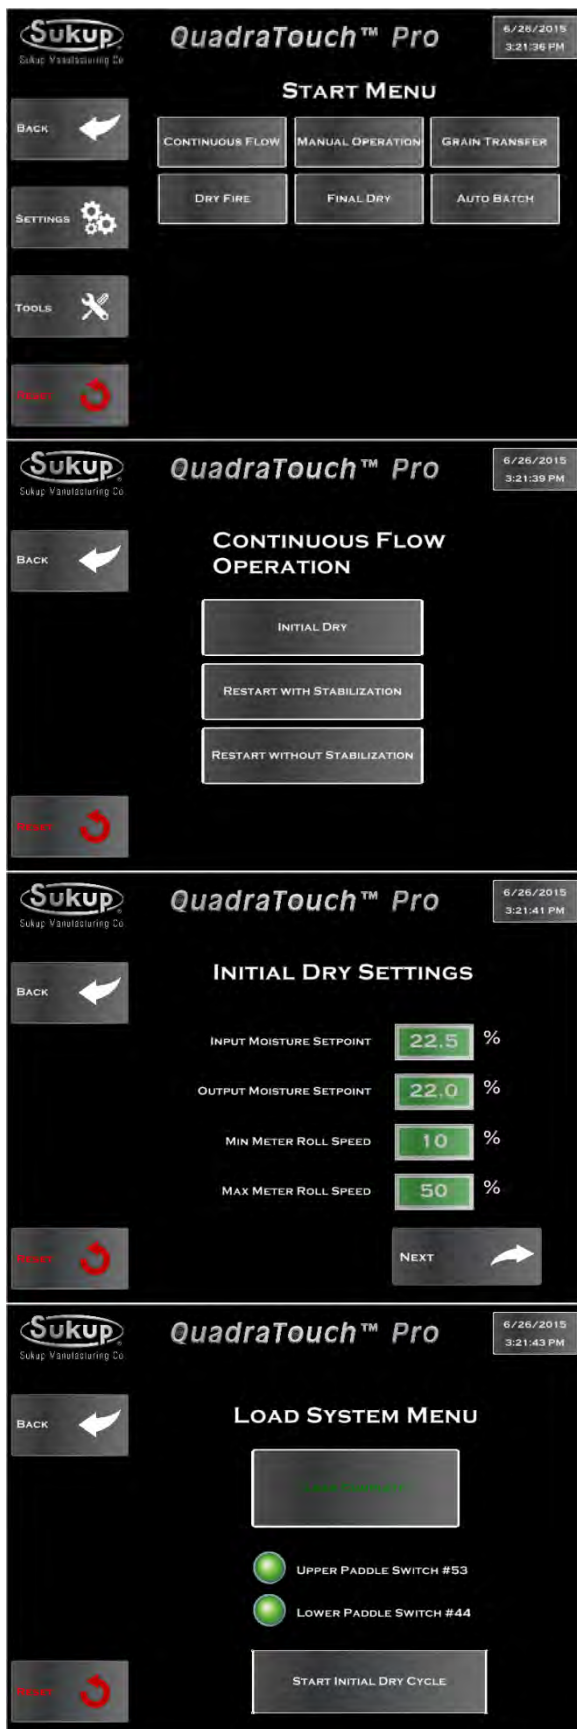 Sukup
QuadraTouch™ Pro
6/26/2015
3:21:36 PM
Sukup Manufacturing Co
START MENU
BACK
CONTINUOUS FLOW
MANUAL OPERATION
GRAIN TRANSFER
DRY FIRE
FINAL DRY
AUTO BATCH
SETTINGS
TOOLS
RESET
Sukup
QuadraTouch™ Pro
6/26/2015
3:21:39 PM
Sukup Manufacturing Co
BACK
CONTINUOUS FLOW
OPERATION
INITIAL DRY
RESTART WITH STABILIZATION
RESTART WITHOUT STABILIZATION
RESET
Sukup
QuadraTouch™ Pro
6/26/2015
3:21:41 PM
Sukup Manufacturing Co
BACK
INITIAL DRY SETTINGS
INPUT MOISTURE SETPOINT 22.5 %
OUTPUT MOISTURE SETPOINT 22.0 %
MIN METER ROLL SPEED 10 %
MAX METER ROLL SPEED 50 %
RESET
NEXT
Sukup
QuadraTouch™ Pro
6/26/2015
3:21:43 PM
Sukup Manufacturing Co
BACK
LOAD SYSTEM MENU
UPPER PADDLE SWITCH #53
LOWER PADDLE SWITCH #44
RESET
START INITIAL DRY CYCLE